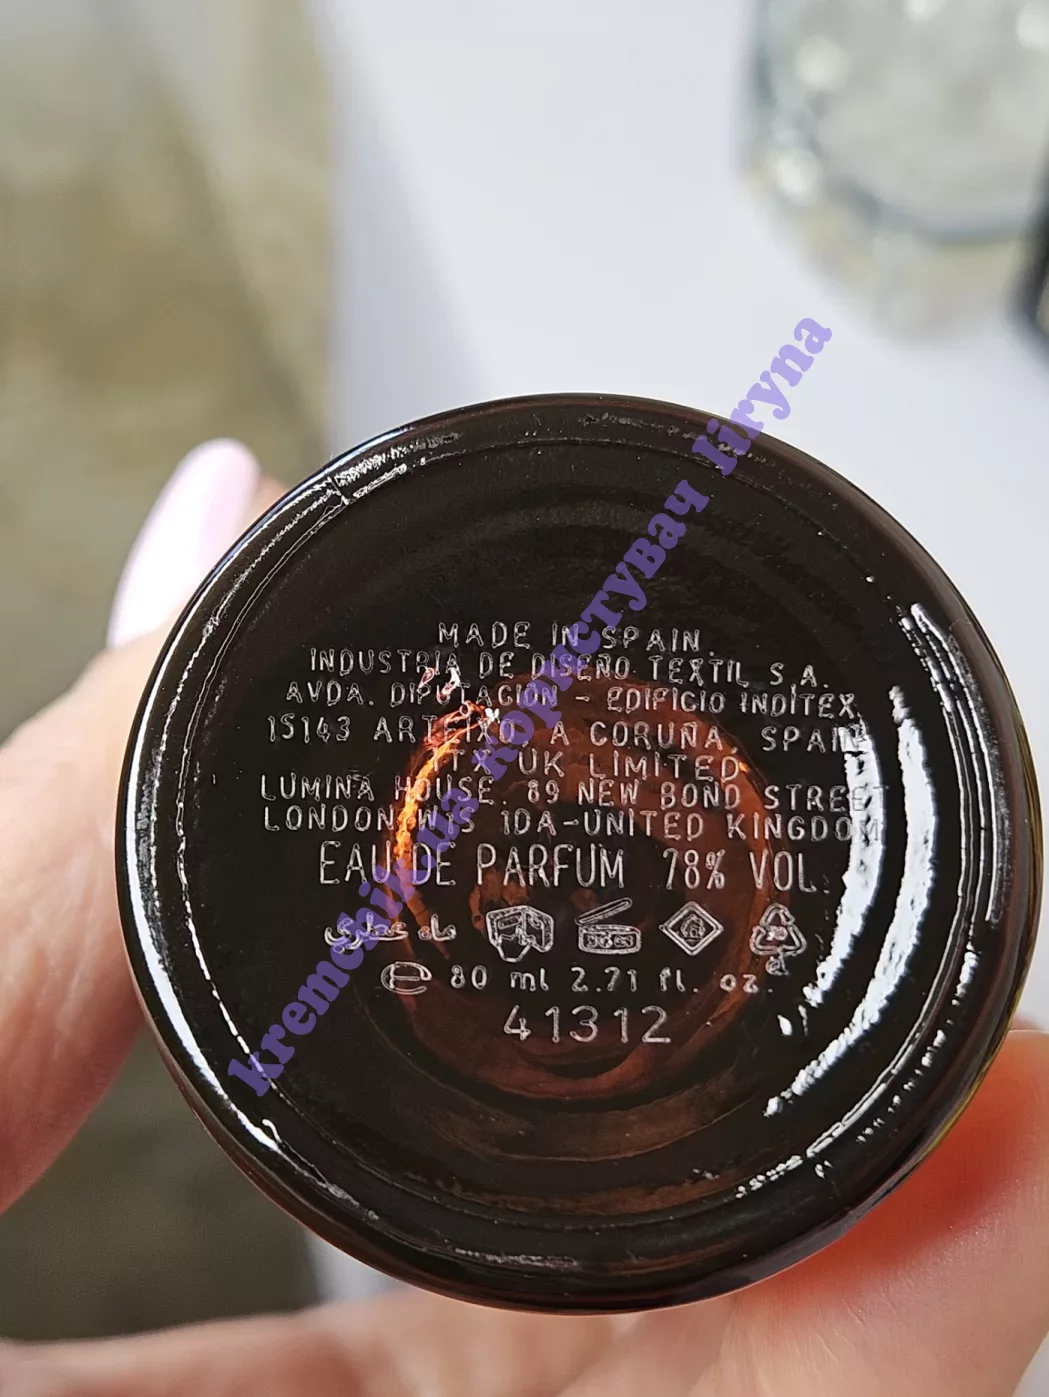 MADE IN SPAIN.
INDUSTRIA DE DISEÑO TEXTIL S A.
AVDA. DIPUTACIÓN - EDIFICIO INDITEX
15143 ARTEIXO, A CORUÑA, SPAIN
ITX UK LIMITED
LUMINA HOUSE. 89 NEW BOND STREET
LONDON W1S 1DA-UNITED KINGDOM
EAU DE PARFUM 78% VOL.
ماء عطري
e 80 ml 2.71 fl. oz.
41312
користувач iiryna